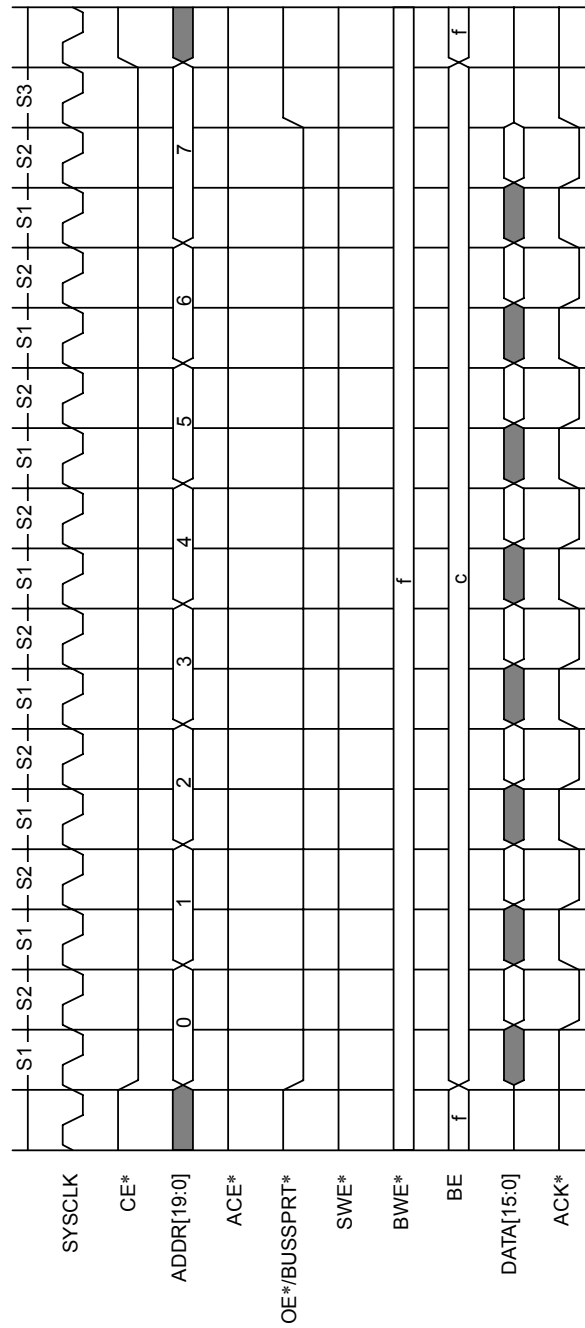 S1 S2 S1 S2 S1 S2 S1 S2 S1 S2 S1 S2 S1 S2 S1 S2 S3
SYSCLK
CE*
ADDR[19:0] 0 1 2 3 4 5 6 7
ACE*
OE*/BUSSPRT*
SWE*
BWE* f
BE f c f
DATA[15:0]
ACK*